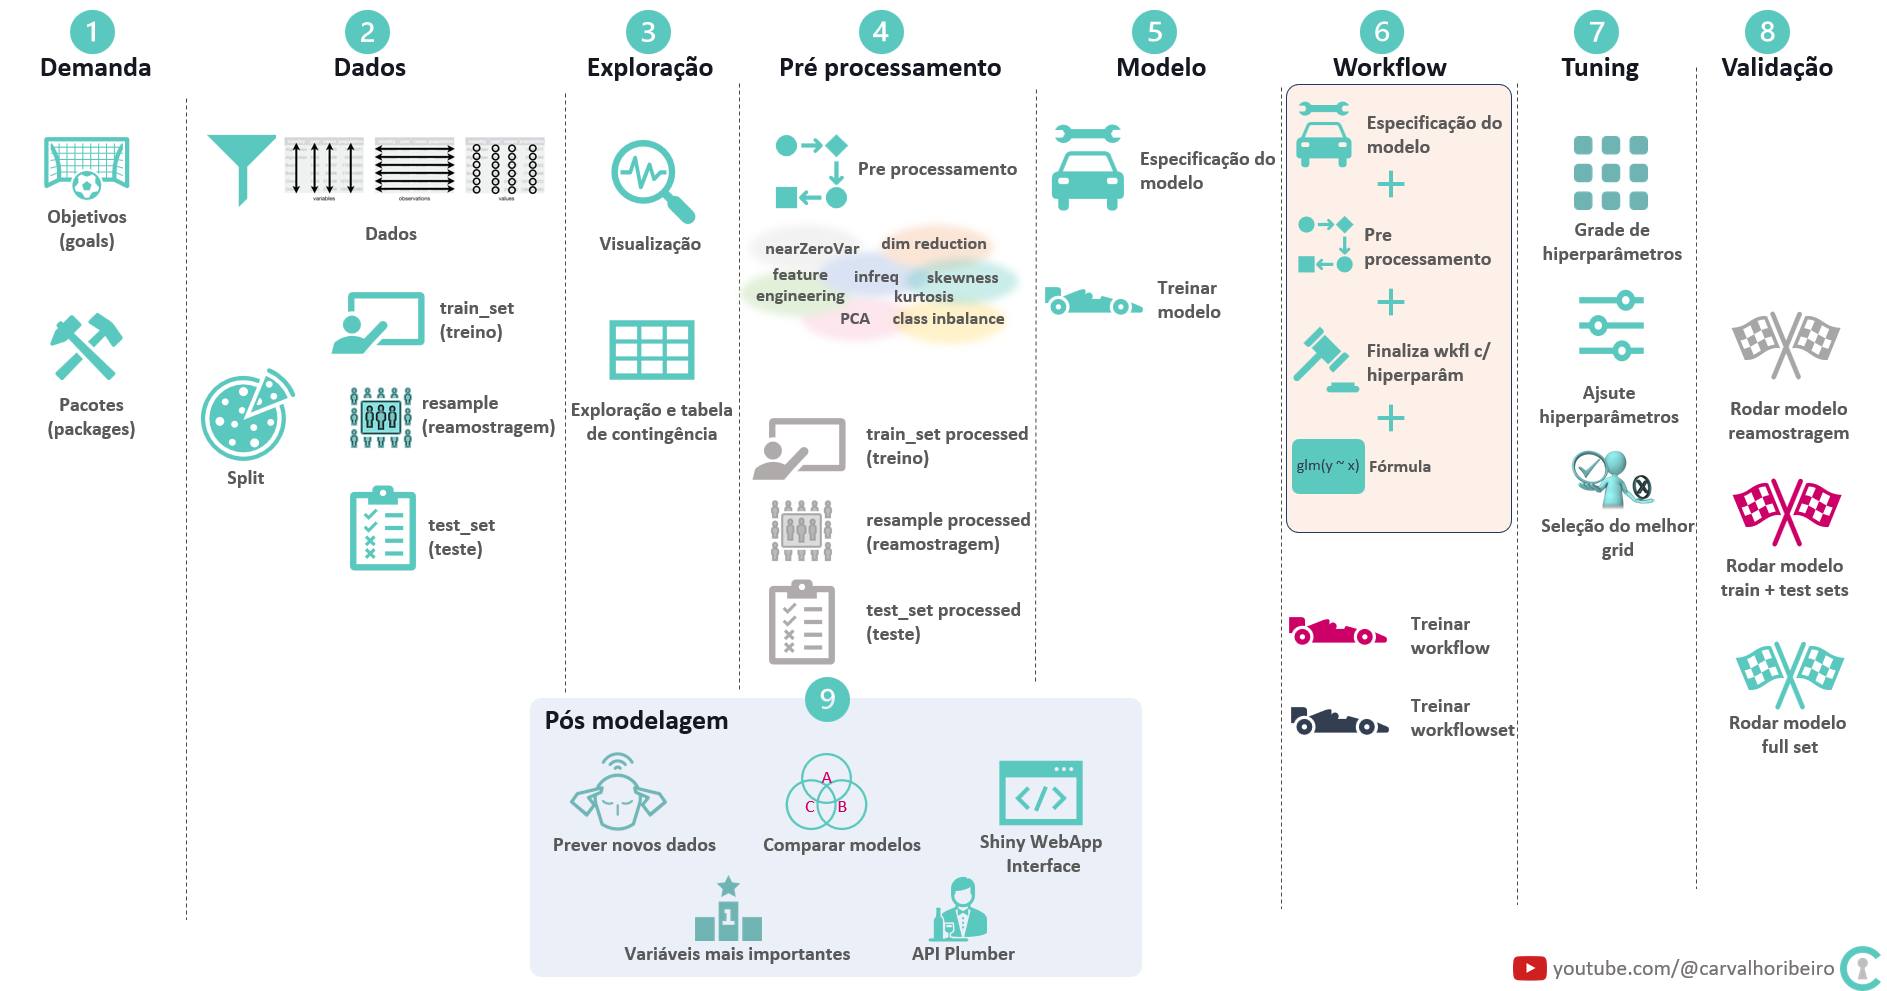 1
Demanda
Objetivos
(goals)
Pacotes
(packages)
2
Dados
variables
observations
values
Dados
Split
train_set
(treino)
resample
(reamostragem)
test_set
(teste)
3
Exploração
Visualização
Exploração e tabela
de contingência
4
Pré processamento
Pre processamento
nearZeroVar
dim reduction
feature
engineering
infreq
skewness
kurtosis
PCA
class inbalance
train_set processed
(treino)
resample processed
(reamostragem)
test_set processed
(teste)
5
Modelo
Especificação do
modelo
Treinar
modelo
6
Workflow
Especificação do
modelo
Pre
processamento
Finaliza wkfl c/
hiperparâm
glm(y ~ x)
Fórmula
Treinar
workflow
Treinar
workflowset
7
Tuning
Grade de
hiperparâmetros
Ajsute
hiperparâmetros
Seleção do melhor
grid
8
Validação
Rodar modelo
reamostragem
Rodar modelo
train + test sets
Rodar modelo
full set
9
Pós modelagem
Prever novos dados
A
C
B
Comparar modelos
</>
Shiny WebApp
Interface
1
Variáveis mais importantes
API Plumber
youtube.com/@carvalhoribeiro